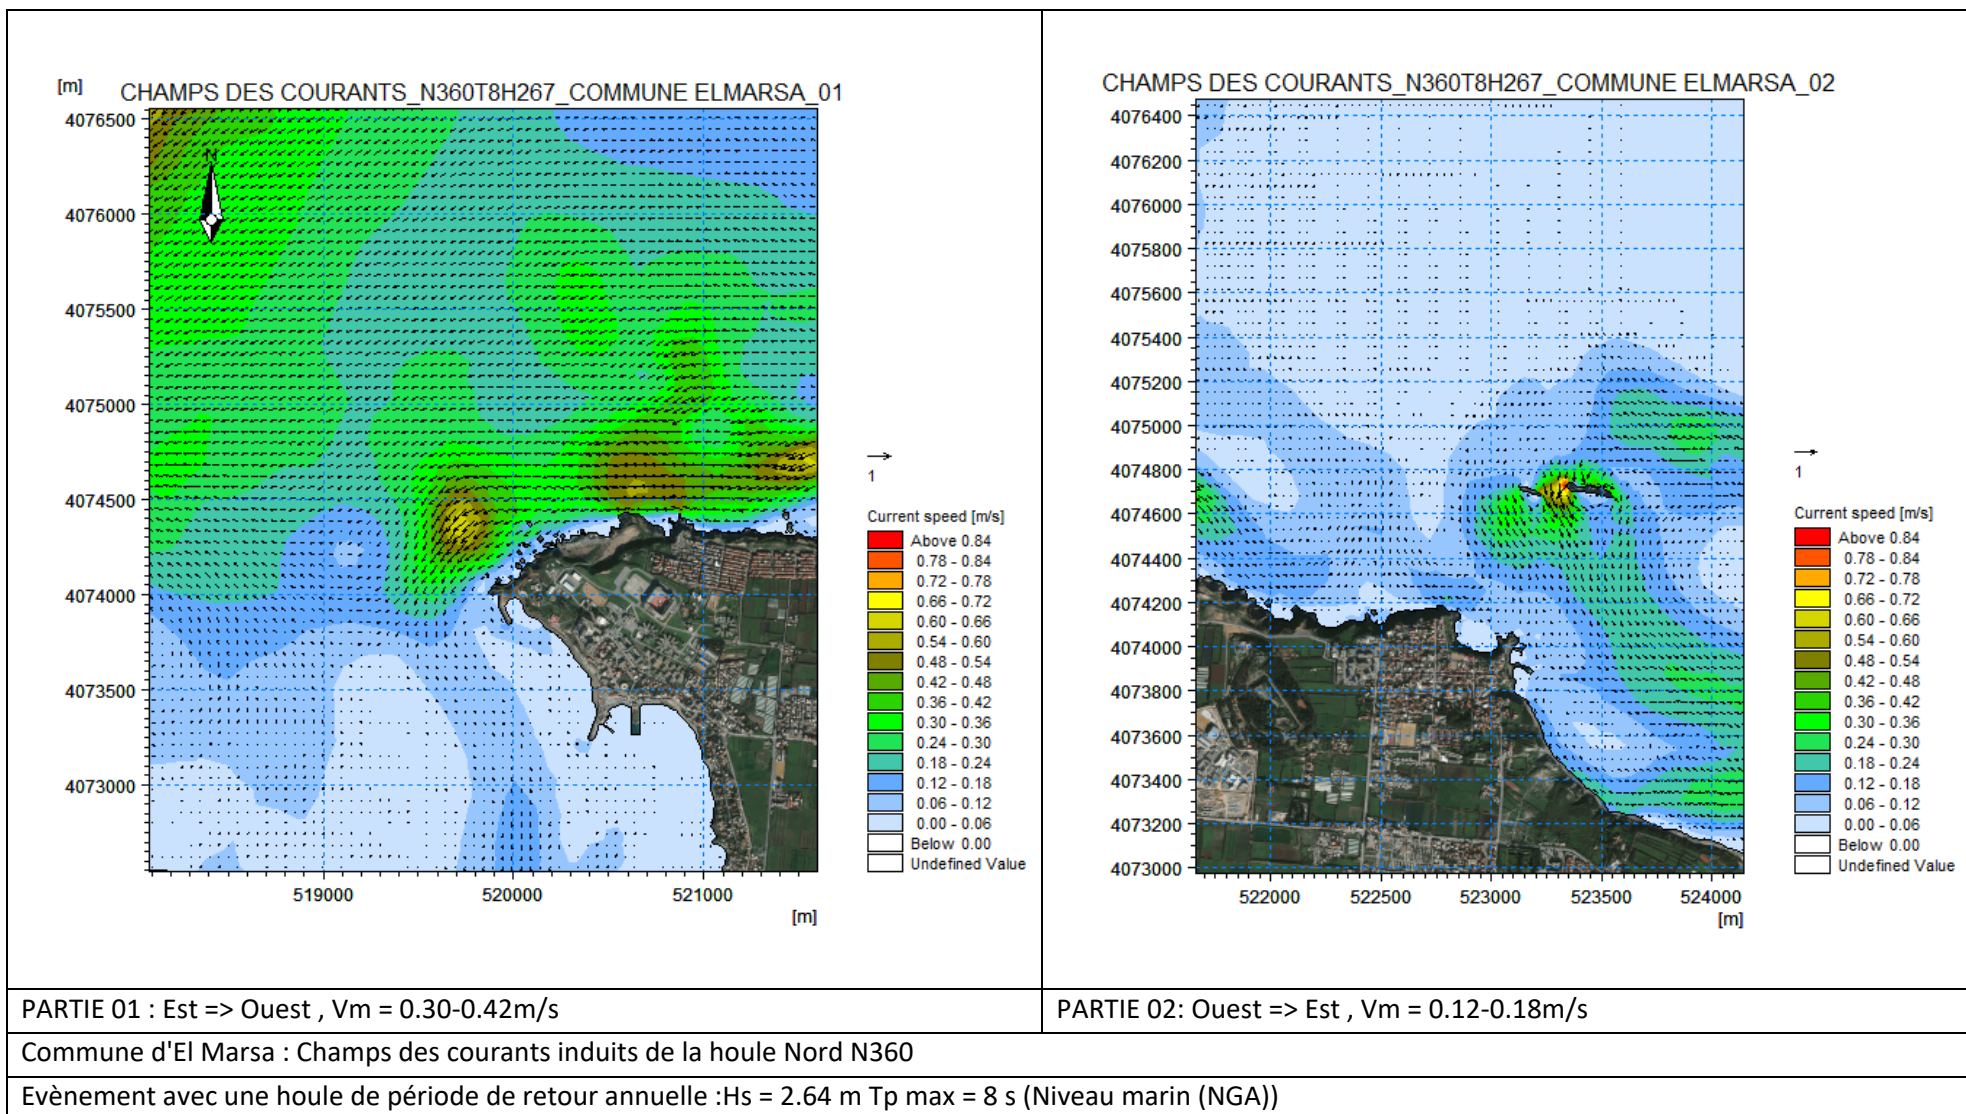 [m]
CHAMPS DES COURANTS_N360T8H267_COMMUNE ELMARSA_01
4076500
4076000
4075500
4075000
4074500
4074000
4073500
4073000
N
519000
520000
521000
[m]
1
Current speed [m/s]
Above 0.84
0.78 - 0.84
0.72 - 0.78
0.66 - 0.72
0.60 - 0.66
0.54 - 0.60
0.48 - 0.54
0.42 - 0.48
0.36 - 0.42
0.30 - 0.36
0.24 - 0.30
0.18 - 0.24
0.12 - 0.18
0.06 - 0.12
0.00 - 0.06
Below 0.00
Undefined Value
CHAMPS DES COURANTS_N360T8H267_COMMUNE ELMARSA_02
4076400
4076200
4076000
4075800
4075600
4075400
4075200
4075000
4074800
4074600
4074400
4074200
4074000
4073800
4073600
4073400
4073200
4073000
522000
522500
523000
523500
524000
[m]
1
Current speed [m/s]
Above 0.84
0.78 - 0.84
0.72 - 0.78
0.66 - 0.72
0.60 - 0.66
0.54 - 0.60
0.48 - 0.54
0.42 - 0.48
0.36 - 0.42
0.30 - 0.36
0.24 - 0.30
0.18 - 0.24
0.12 - 0.18
0.06 - 0.12
0.00 - 0.06
Below 0.00
Undefined Value
PARTIE 01 : Est => Ouest , Vm = 0.30-0.42m/s
PARTIE 02: Ouest => Est , Vm = 0.12-0.18m/s
Commune d'El Marsa : Champs des courants induits de la houle Nord N360
Evènement avec une houle de période de retour annuelle :Hs = 2.64 m Tp max = 8 s (Niveau marin (NGA))